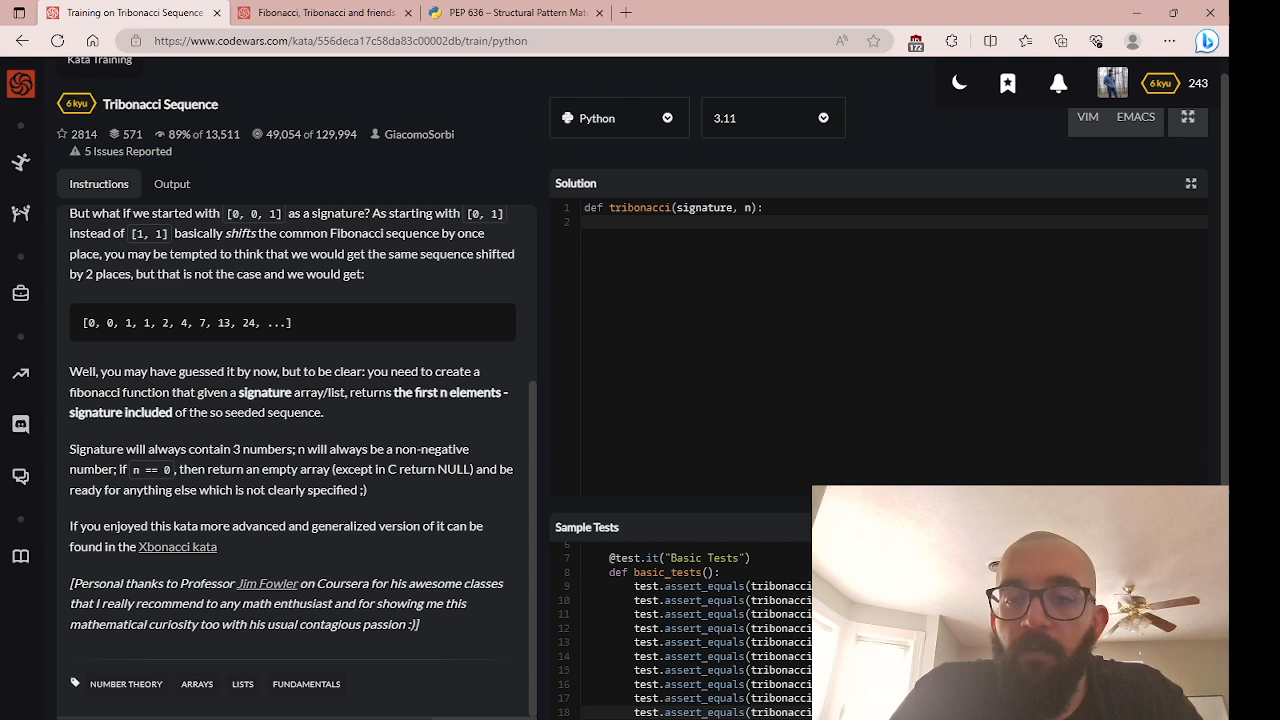 Training on Tribonacci Sequence
Fibonacci, Tribonacci and friends
PEP 636 – Structural Pattern Mat
https://www.codewars.com/kata/556deca17c58da83c00002db/train/python
172
Kata Training
6 kyu
243
6 kyu Tribonacci Sequence
2814 571 89% of 13,511 49,054 of 129,994 GiacomoSorbi
5 Issues Reported
Python
3.11
VIM EMACS
Instructions Output
But what if we started with [0, 0, 1] as a signature? As starting with [0, 1]
instead of [1, 1] basically shifts the common Fibonacci sequence by once
place, you may be tempted to think that we would get the same sequence shifted
by 2 places, but that is not the case and we would get:
[0, 0, 1, 1, 2, 4, 7, 13, 24, ...]
Well, you may have guessed it by now, but to be clear: you need to create a
fibonacci function that given a signature array/list, returns the first n elements -
signature included of the so seeded sequence.
Signature will always contain 3 numbers; n will always be a non-negative
number; if n == 0, then return an empty array (except in C return NULL) and be
ready for anything else which is not clearly specified ;)
If you enjoyed this kata more advanced and generalized version of it can be
found in the Xbonacci kata
[Personal thanks to Professor Jim Fowler on Coursera for his awesome classes
that I really recommend to any math enthusiast and for showing me this
mathematical curiosity too with his usual contagious passion :)]
NUMBER THEORY ARRAYS LISTS FUNDAMENTALS
Solution
1 def tribonacci(signature, n):
2
Sample Tests
6
7 @test.it("Basic Tests")
8 def basic_tests():
9 test.assert_equals(tribonacci
10 test.assert_equals(tribonacci
11 test.assert_equals(tribonacci
12 test.assert_equals(tribonacci
13 test.assert_equals(tribonacci
14 test.assert_equals(tribonacci
15 test.assert_equals(tribonacci
16 test.assert_equals(tribonacci
17 test.assert_equals(tribonacci
18 test.assert_equals(tribonacci